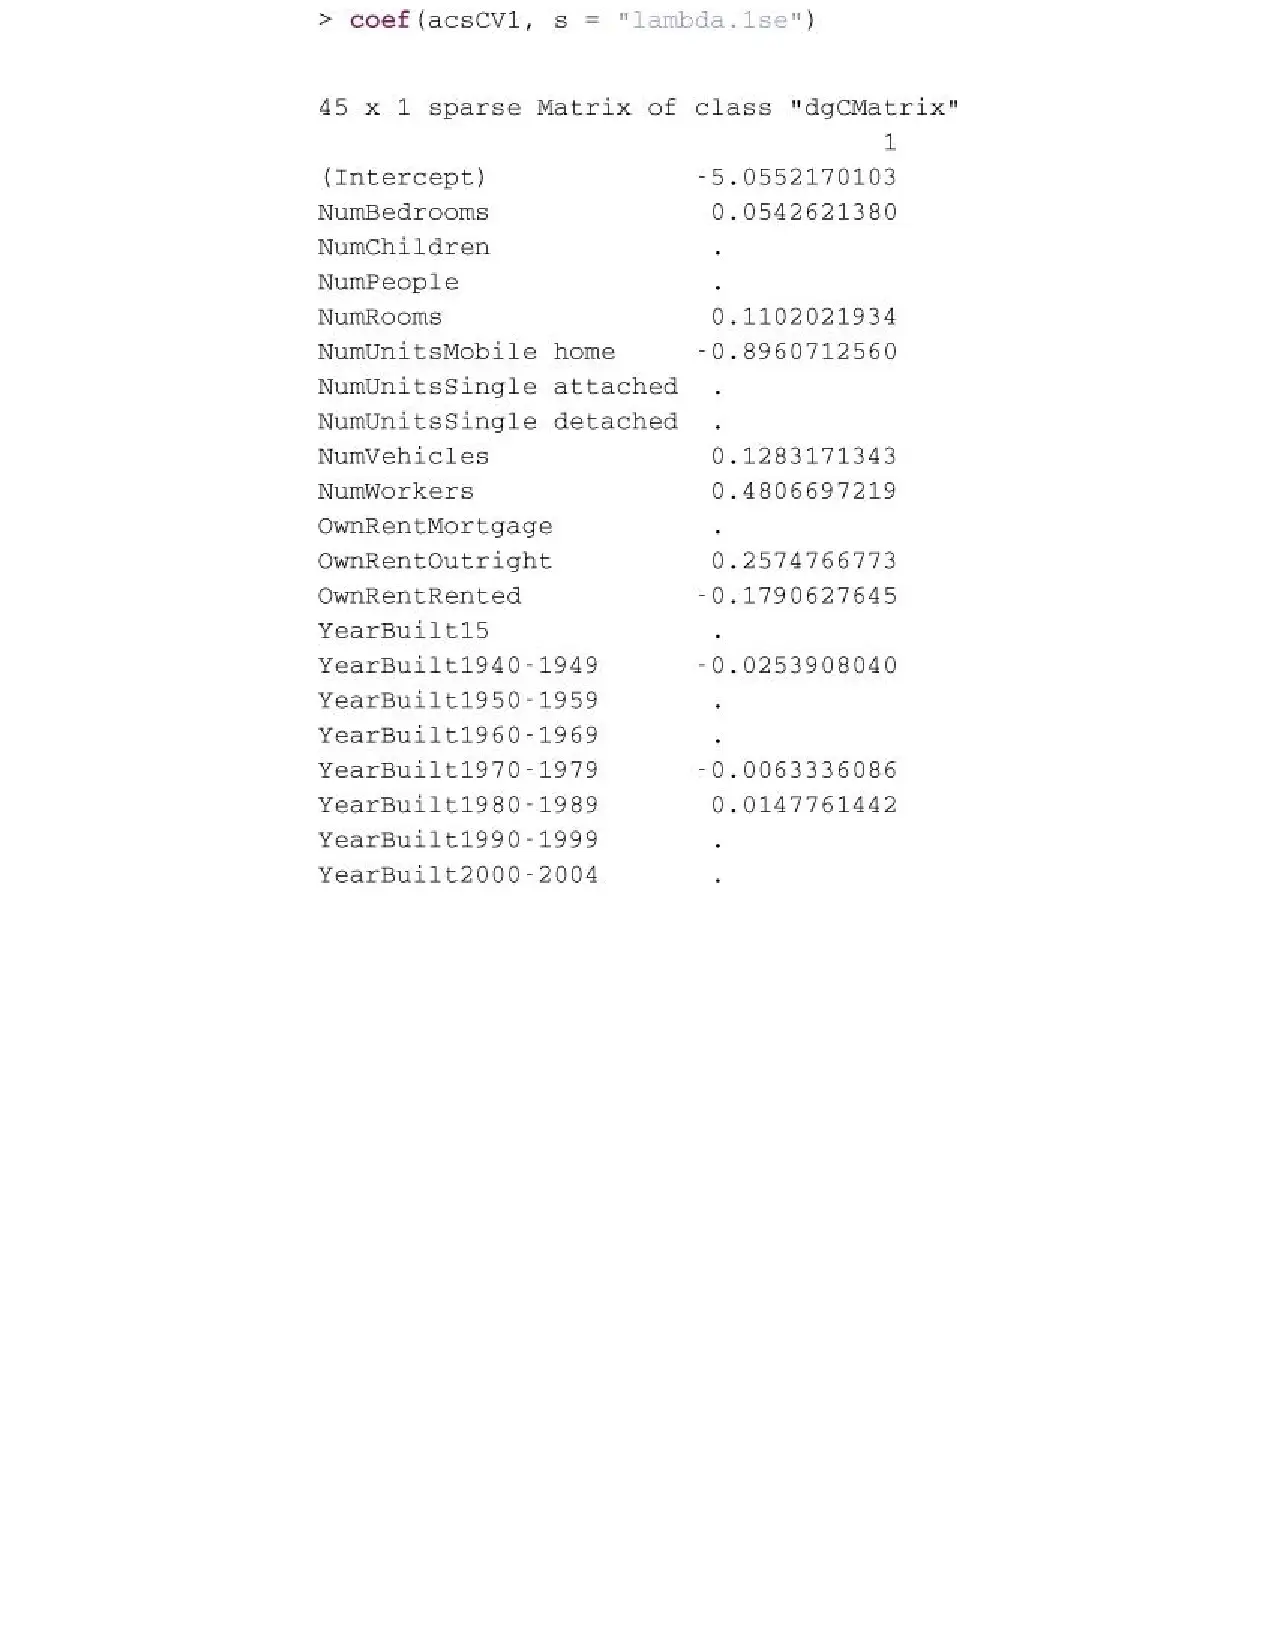 > coef(acsCV1, s = "lambda.1se")
45 x 1 sparse Matrix of class "dgCMatrix"
1
(Intercept) -5.0552170103
NumBedrooms 0.0542621380
NumChildren .
NumPeople .
NumRooms 0.1102021934
NumUnitsMobile home -0.8960712560
NumUnitsSingle attached .
NumUnitsSingle detached .
NumVehicles 0.1283171343
NumWorkers 0.4806697219
OwnRentMortgage .
OwnRentOutright 0.2574766773
OwnRentRented -0.1790627645
YearBuilt15 .
YearBuilt1940-1949 -0.0253908040
YearBuilt1950-1959 .
YearBuilt1960-1969 .
YearBuilt1970-1979 -0.0063336086
YearBuilt1980-1989 0.0147761442
YearBuilt1990-1999 .
YearBuilt2000-2004 .